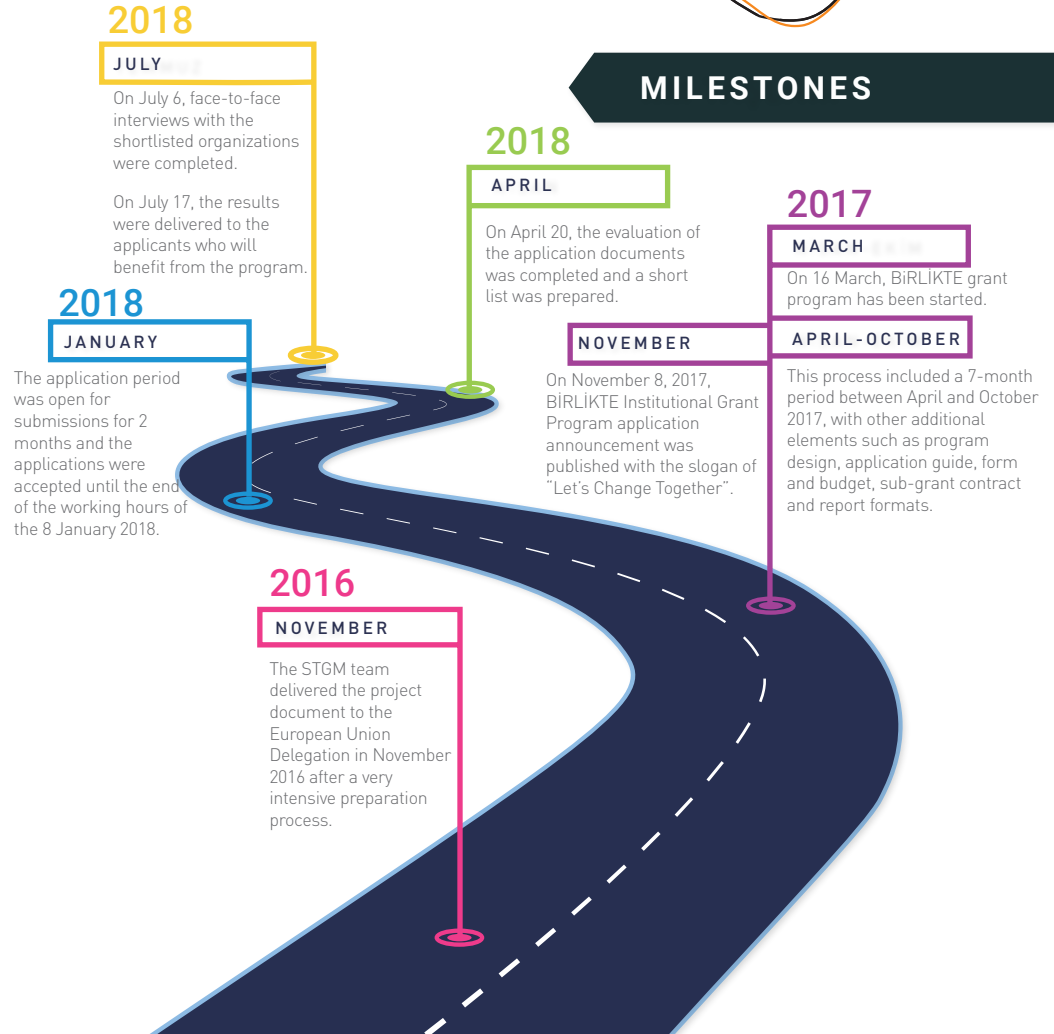 MILESTONES
2018
JULY
On July 6, face-to-face
interviews with the
shortlisted organizations
were completed.
On July 17, the results
were delivered to the
applicants who will
benefit from the program.
2018
APRIL
On April 20, the evaluation of
the application documents
was completed and a short
list was prepared.
2017
MARCH
On 16 March, BiRLİKTE grant
program has been started.
APRIL-OCTOBER
This process included a 7-month
period between April and October
2017, with other additional
elements such as program
design, application guide, form
and budget, sub-grant contract
and report formats.
NOVEMBER
On November 8, 2017,
BİRLİKTE Institutional Grant
Program application
announcement was
published with the slogan of
“Let’s Change Together”.
2018
JANUARY
The application period
was open for
submissions for 2
months and the
applications were
accepted until the end
of the working hours of
the 8 January 2018.
2016
NOVEMBER
The STGM team
delivered the project
document to the
European Union
Delegation in November
2016 after a very
intensive preparation
process.